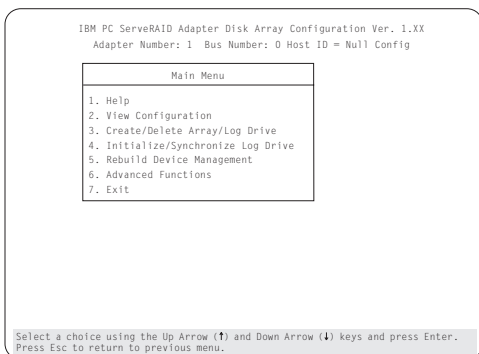 IBM PC ServeRAID Adapter Disk Array Configuration Ver. 1.XX
Adapter Number: 1 Bus Number: 0 Host ID = Null Config
Main Menu
1. Help
2. View Configuration
3. Create/Delete Array/Log Drive
4. Initialize/Synchronize Log Drive
5. Rebuild Device Management
6. Advanced Functions
7. Exit
Select a choice using the Up Arrow (↑) and Down Arrow (↓) keys and press Enter.
Press Esc to return to previous menu.